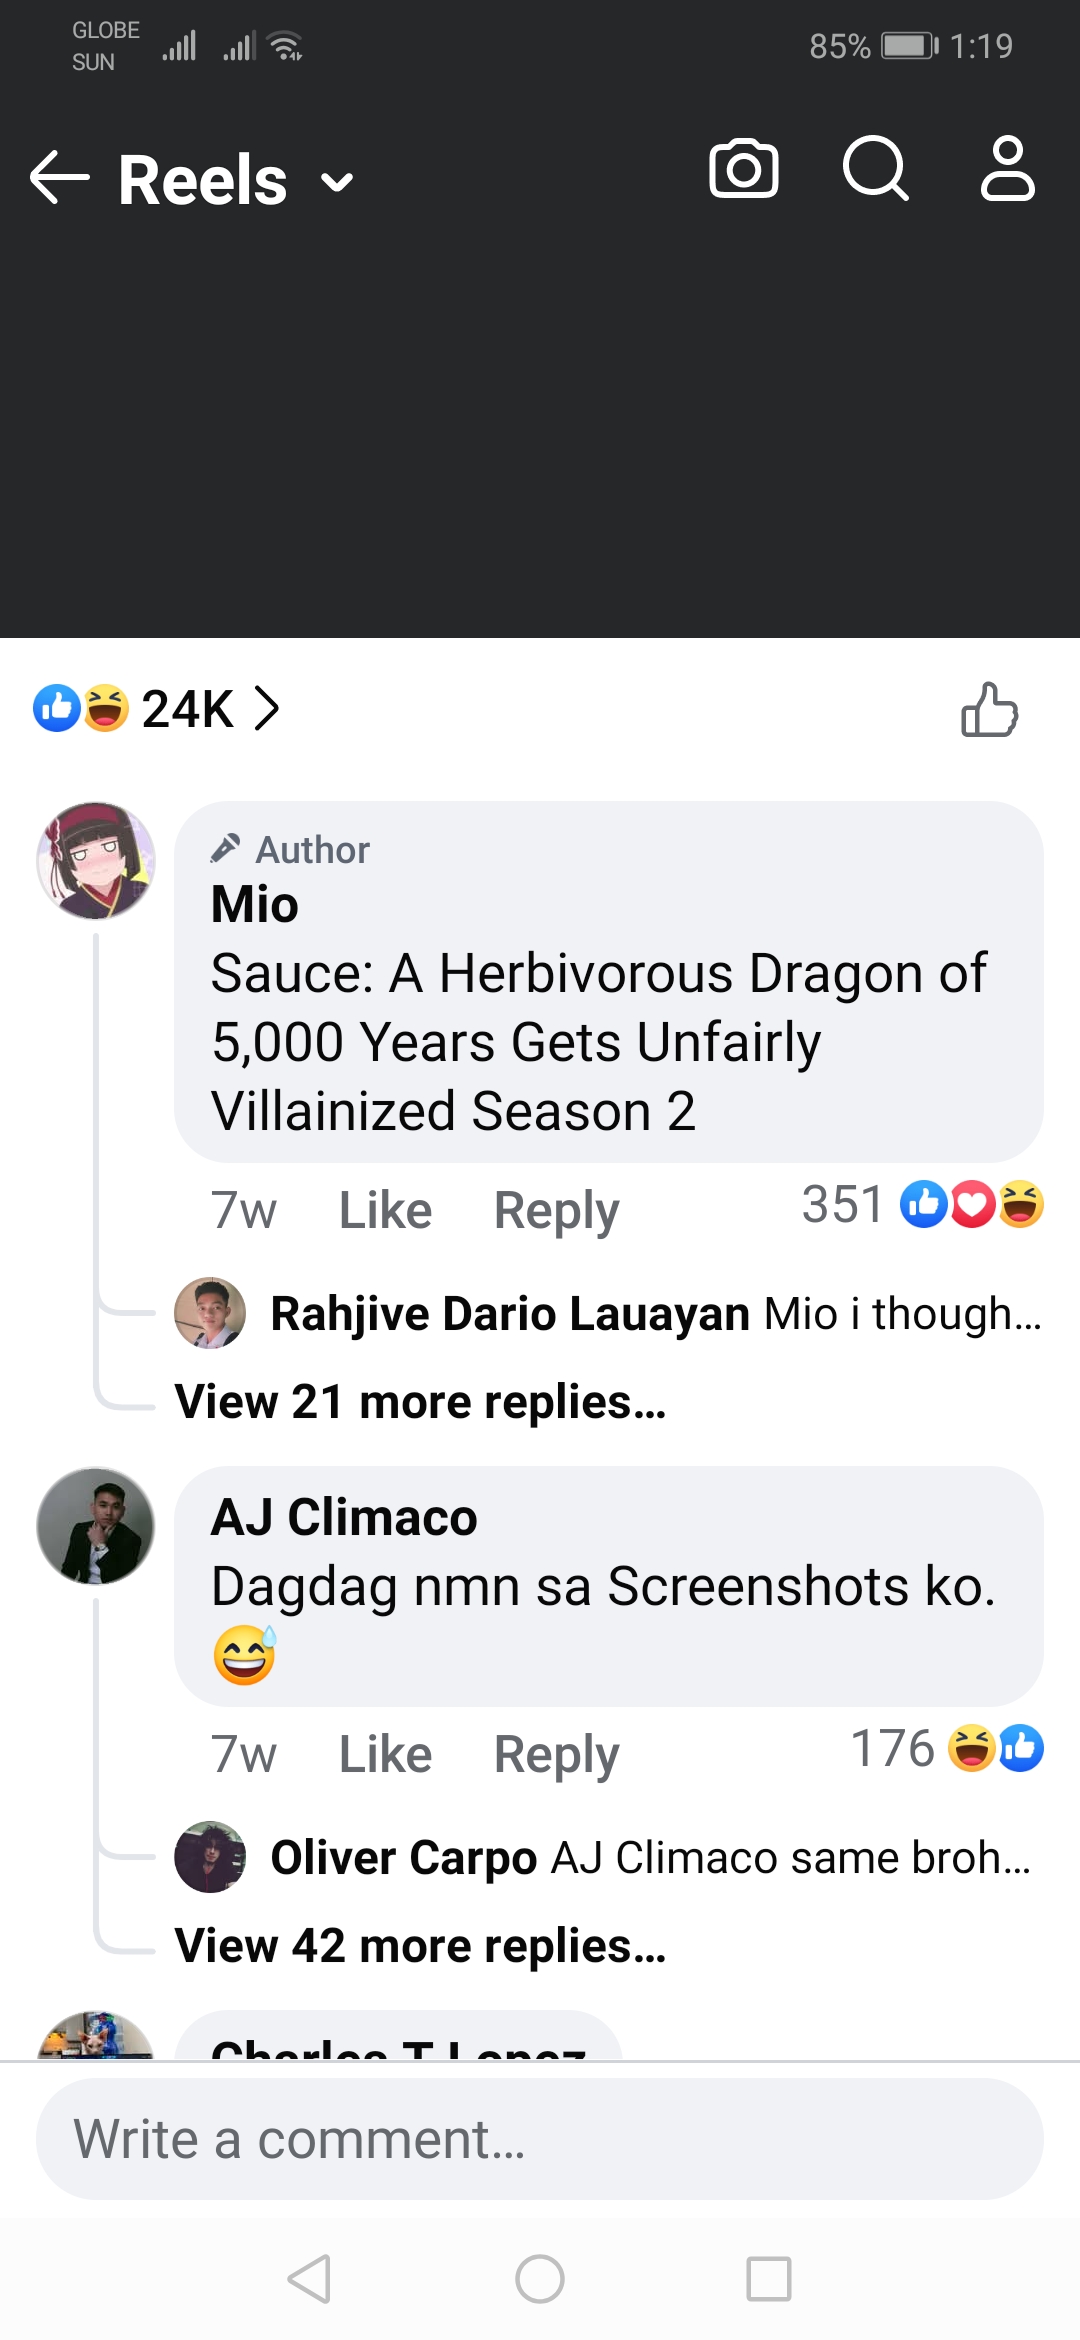 GLOBE
SUN
85% 1:19
Reels
24K
Author
Mio
Sauce: A Herbivorous Dragon of
5,000 Years Gets Unfairly
Villainized Season 2
7w Like Reply 351
Rahjive Dario Lauayan Mio i though...
View 21 more replies...
AJ Climaco
Dagdag nmn sa Screenshots ko.
😅
7w Like Reply 176
Oliver Carpo AJ Climaco same broh...
View 42 more replies...
Charles T Lopez
Write a comment...